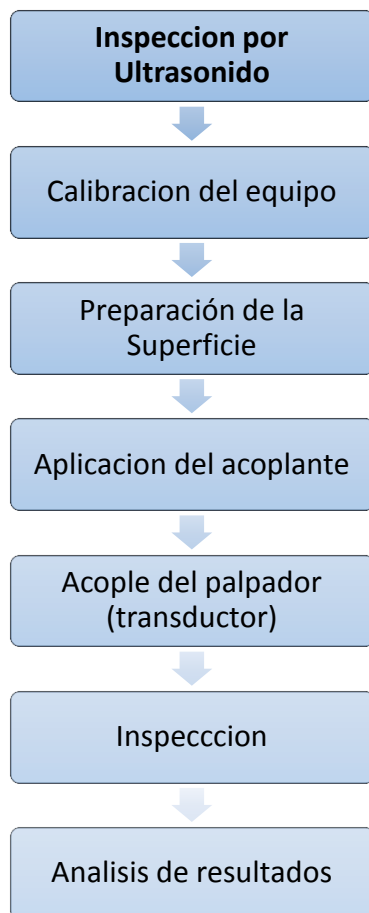 Inspeccion por
Ultrasonido
Calibracion del equipo
Preparación de la
Superficie
Aplicacion del acoplante
Acople del palpador
(transductor)
Inspecccion
Analisis de resultados